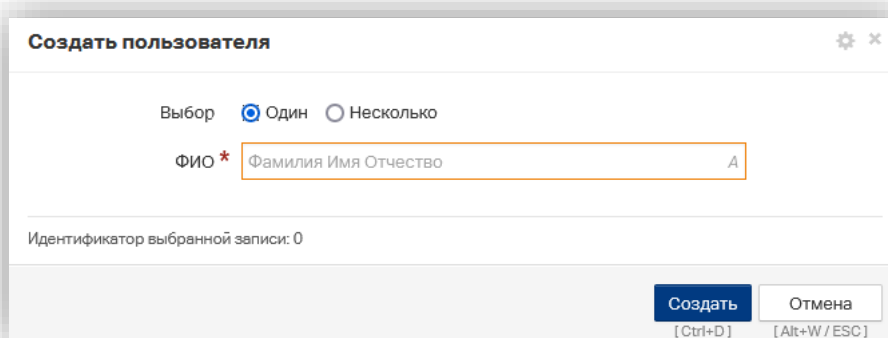 Создать пользователя
Выбор Один Несколько
ФИО * Фамилия Имя Отчество A
Идентификатор выбранной записи: 0
Создать Отмена
[Ctrl+D] [Alt+W / ESC]